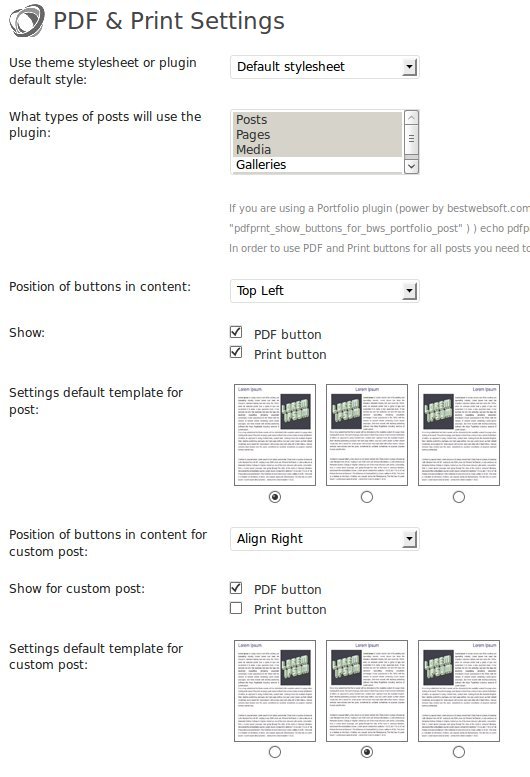 PDF & Print Settings
Use theme stylesheet or plugin
default style:
Default stylesheet
What types of posts will use the
plugin:
Posts
Pages
Media
Galleries
If you are using a Portfolio plugin (power by bestwebsoft.com
"pdfprnt_show_buttons_for_bws_portfolio_post" ) ) echo pdfp
In order to use PDF and Print buttons for all posts you need to
Position of buttons in content:
Top Left
Show:
PDF button
Print button
Settings default template for
post:
Lorem Ipsum
Lorem Ipsum
Lorem Ipsum
Position of buttons in content for
custom post:
Align Right
Show for custom post:
PDF button
Print button
Settings default template for
custom post:
Lorem Ipsum
Lorem Ipsum
Lorem Ipsum